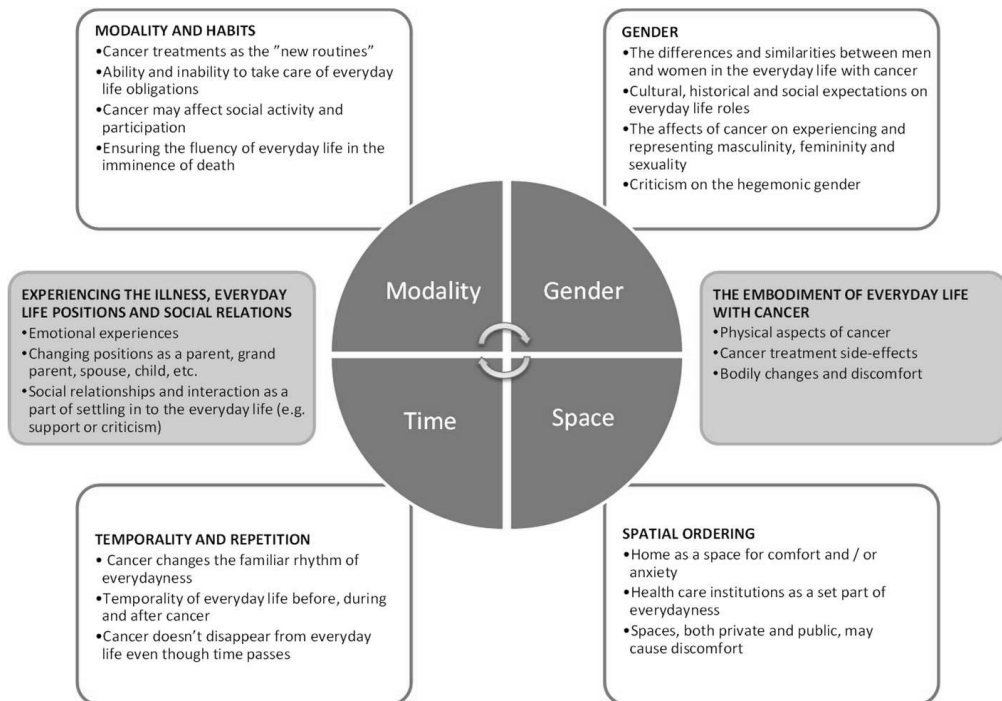 MODALITY AND HABITS
•Cancer treatments as the ”new routines”
•Ability and inability to take care of everyday
life obligations
•Cancer may affect social activity and
participation
•Ensuring the fluency of everyday life in the
imminence of death
GENDER
•The differences and similarities between men
and women in the everyday life with cancer
•Cultural, historical and social expectations on
everyday life roles
•The affects of cancer on experiencing and
representing masculinity, femininity and
sexuality
•Criticism on the hegemonic gender
EXPERIENCING THE ILLNESS, EVERYDAY
LIFE POSITIONS AND SOCIAL RELATIONS
•Emotional experiences
•Changing positions as a parent, grand
parent, spouse, child, etc.
•Social relationships and interaction as a
part of settling in to the everyday life (e.g.
support or criticism)
Modality
Gender
Time
Space
THE EMBODIMENT OF EVERYDAY LIFE
WITH CANCER
•Physical aspects of cancer
•Cancer treatment side-effects
•Bodily changes and discomfort
TEMPORALITY AND REPETITION
• Cancer changes the familiar rhythm of
everydayness
•Temporality of everyday life before, during
and after cancer
•Cancer doesn’t disappear from everyday
life even though time passes
SPATIAL ORDERING
•Home as a space for comfort and / or
anxiety
•Health care institutions as a set part of
everydayness
•Spaces, both private and public, may
cause discomfort